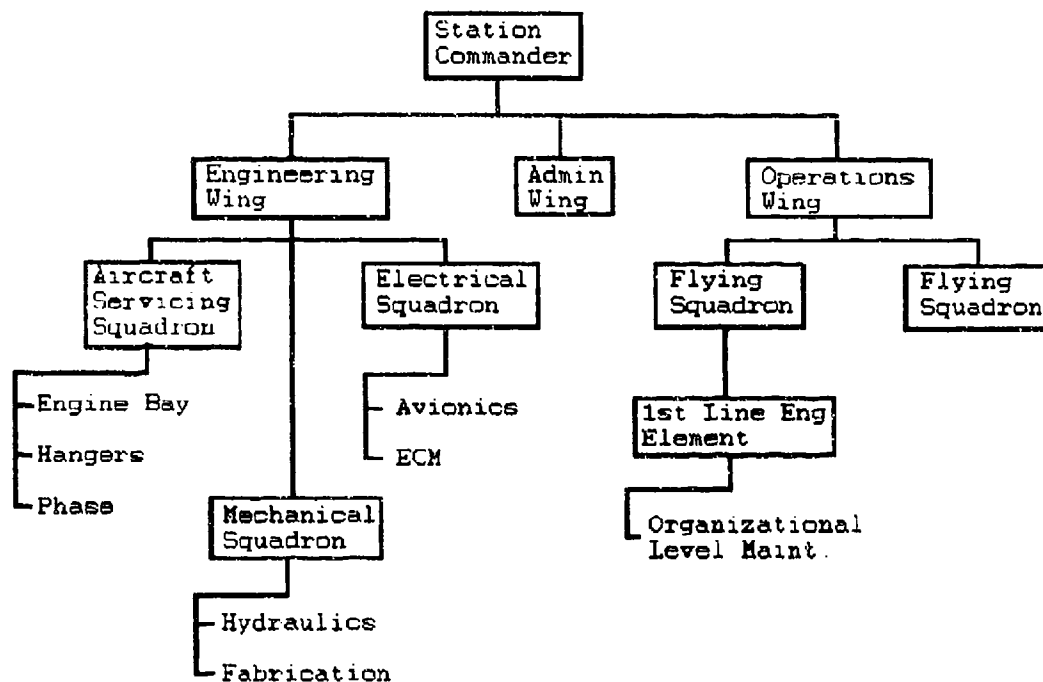 Station
Commander
Engineering
Wing
Admin
Wing
Operations
Wing
Aircraft
Servicing
Squadron
Electrical
Squadron
Flying
Squadron
Flying
Squadron
Engine Bay
Hangers
Phase
Avionics
ECM
1st Line Eng
Element
Mechanical
Squadron
Organizational
Level Maint.
Hydraulics
Fabrication